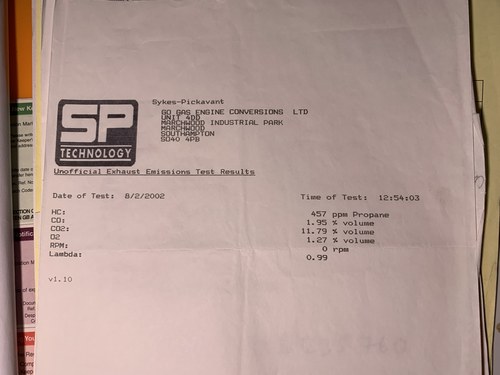 Sykes-Pickavant
GO GAS ENGINE CONVERSIONS LTD
UNIT 4DD
MARCHWOOD INDUSTRIAL PARK
MARCHWOOD
SOUTHAMPTON
SO40 4PB
SP
TECHNOLOGY
Unofficial Exhaust Emissions Test Results
Date of Test: 8/2/2002 Time of Test: 12:54:03
HC: 457 ppm Propane
CO: 1.95 % volume
CO2: 11.79 % volume
O2 1.27 % volume
RPM: 0 rpm
Lambda: 0.99
v1.10